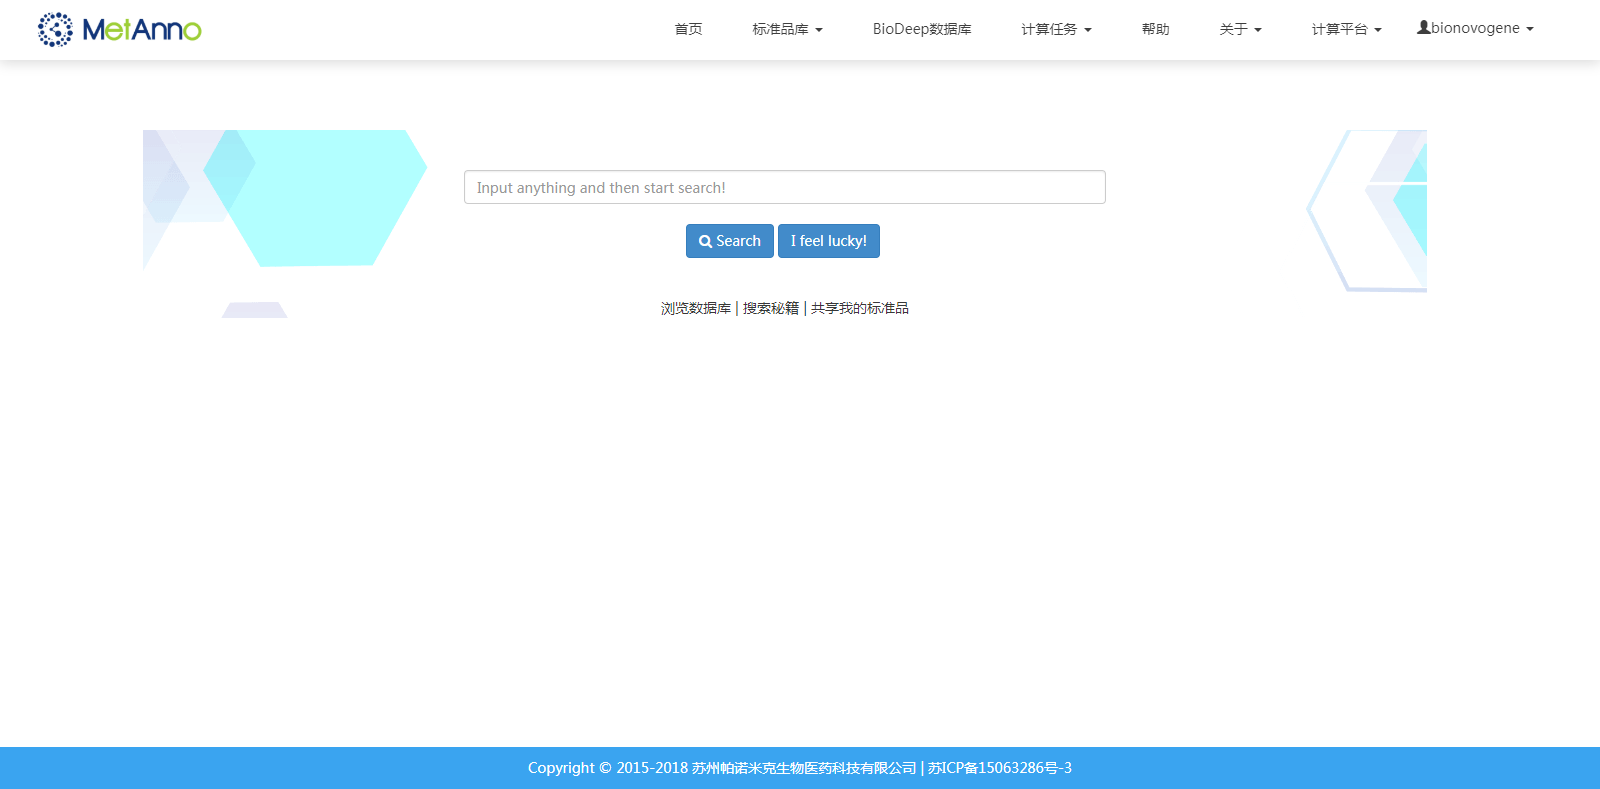 MetAnno 首页 标准品库 BioDeep数据库 计算任务 帮助 关于 计算平台 bionovogene
Input anything and then start search!
Search I feel lucky!
浏览数据库 | 搜索秘籍 | 共享我的标准品
Copyright © 2015-2018 苏州帕诺米克生物医药科技有限公司 | 苏ICP备15063286号-3